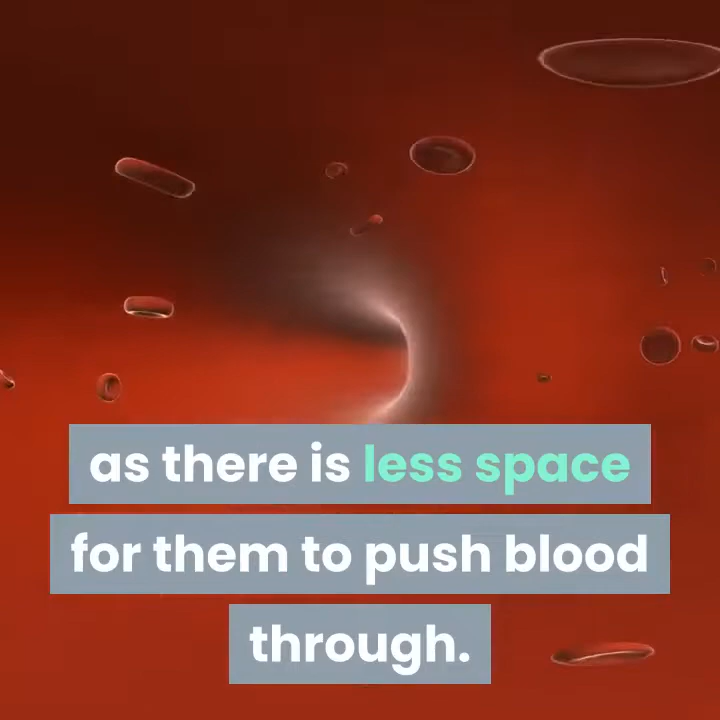 as there is less space
for them to push blood
through.